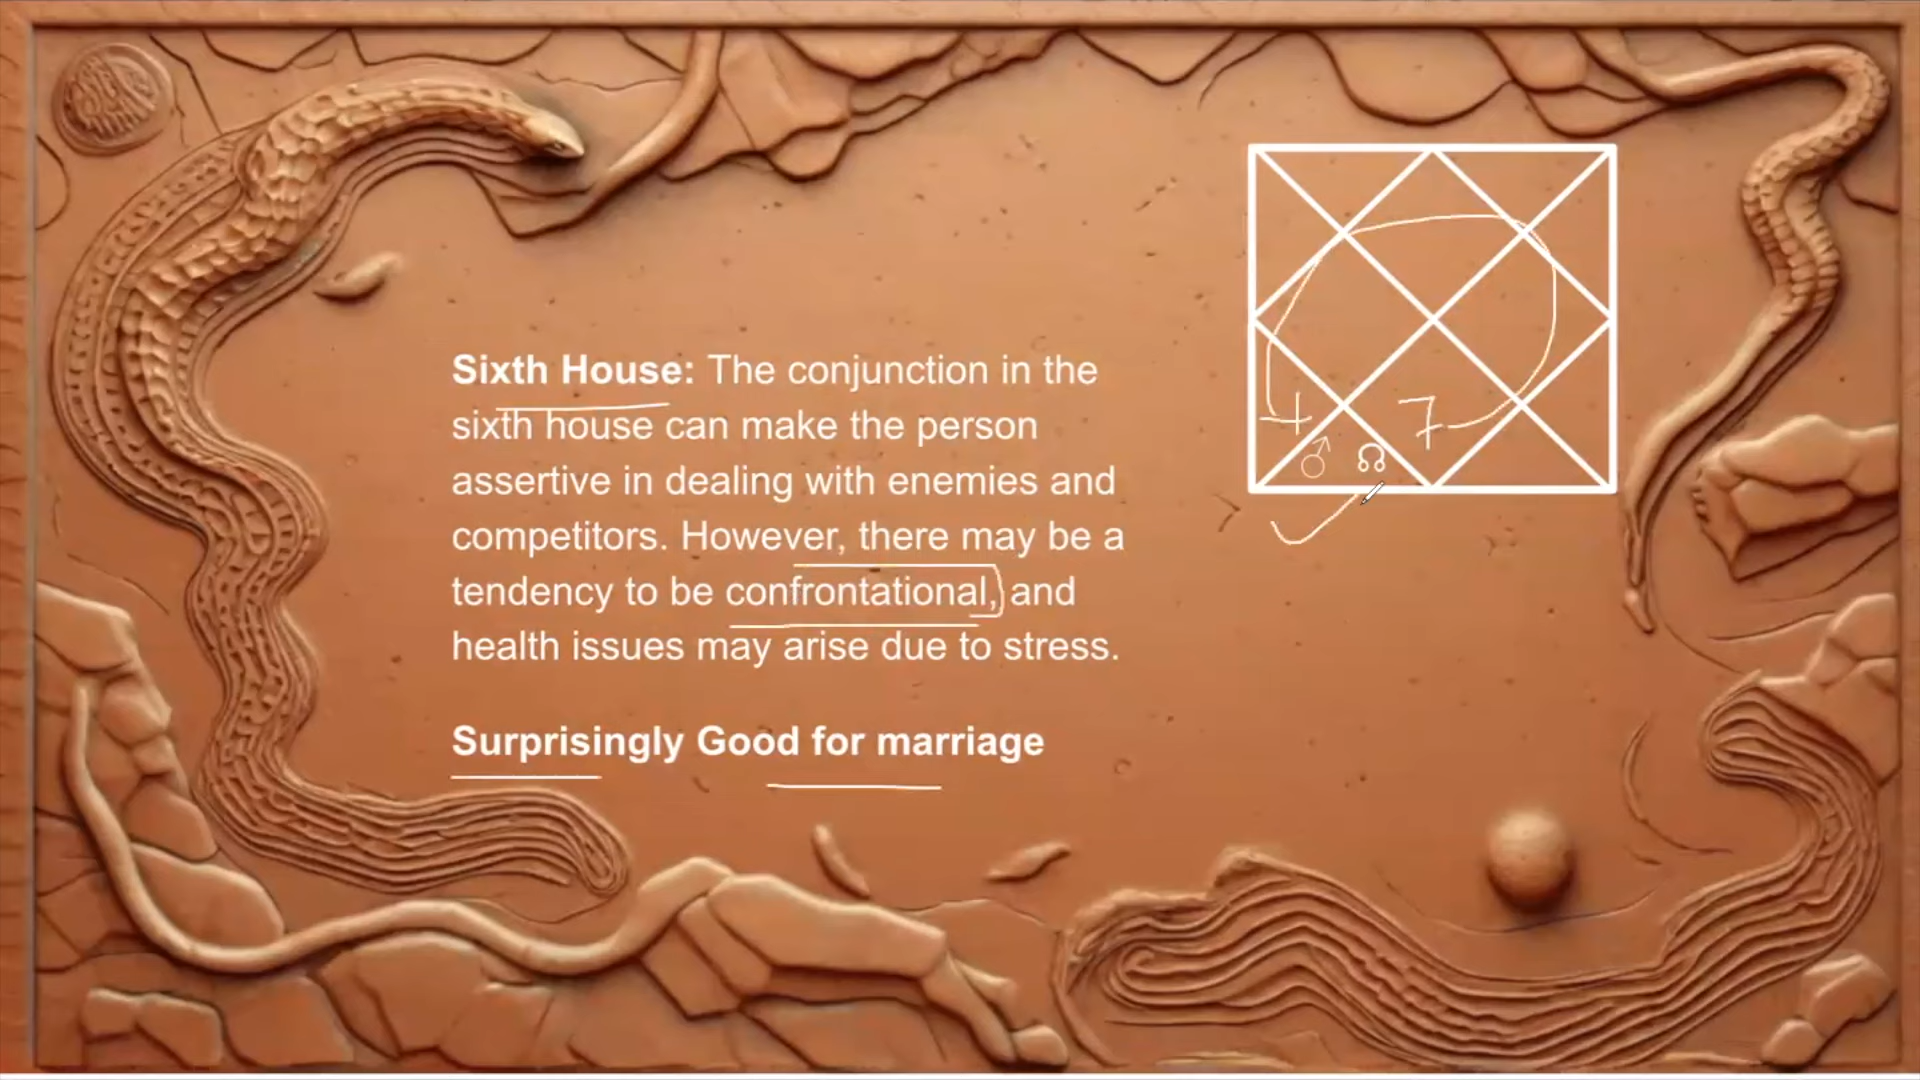 Sixth House: The conjunction in the
sixth house can make the person
assertive in dealing with enemies and
competitors. However, there may be a
tendency to be confrontational, and
health issues may arise due to stress.
Surprisingly Good for marriage
4 7
♂ ☊